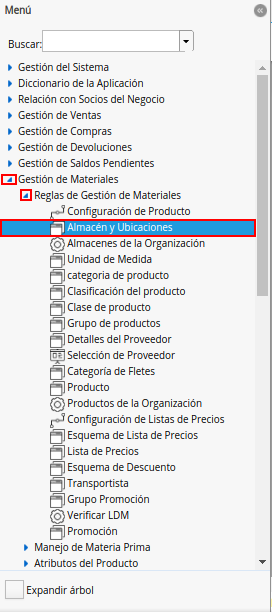 Menú
Buscar:
Gestión del Sistema
Diccionario de la Aplicación
Relación con Socios del Negocio
Gestión de Ventas
Gestión de Compras
Gestión de Devoluciones
Gestión de Saldos Pendientes
Gestión de Materiales
Reglas de Gestión de Materiales
Configuración de Producto
Almacén y Ubicaciones
Almacenes de la Organización
Unidad de Medida
categoria de producto
Clasificación del producto
Clase de producto
Grupo de productos
Detalles del Proveedor
Selección de Proveedor
Categoría de Fletes
Producto
Productos de la Organización
Configuración de Listas de Precios
Esquema de Lista de Precios
Lista de Precios
Esquema de Descuento
Transportista
Grupo Promoción
Verificar LDM
Promoción
Manejo de Materia Prima
Atributos del Producto
Expandir árbol